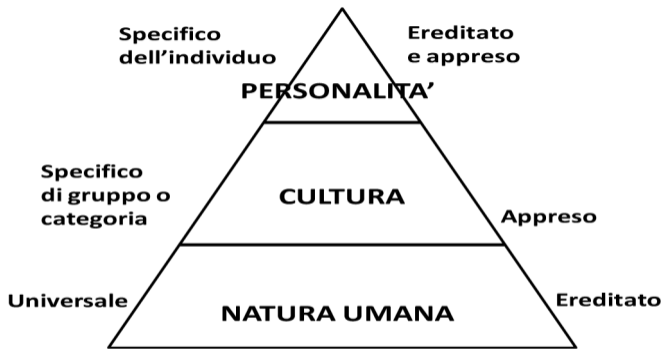 Specifico
dell'individuo
Ereditato
e appreso
PERSONALITA'
Specifico
di gruppo o
categoria
CULTURA
Appreso
Universale
NATURA UMANA
Ereditato